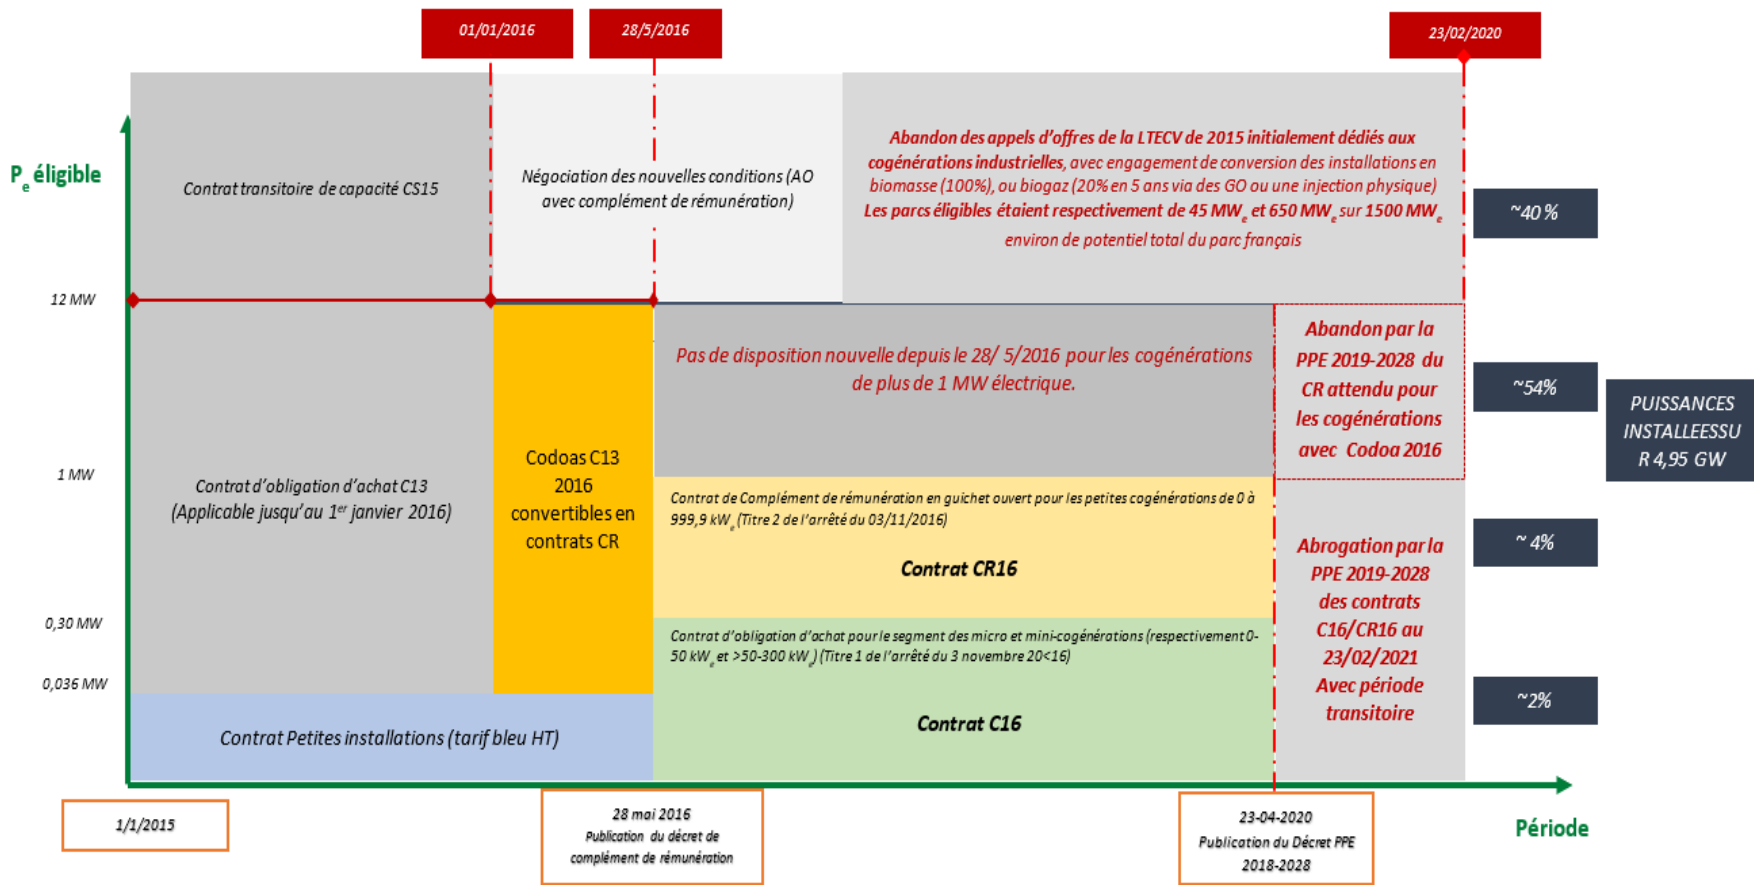 01/01/2016
28/5/2016
23/02/2020
Pe éligible
Contrat transitoire de capacité CS15
Négociation des nouvelles conditions (AO
avec complément de rémunération)
Abandon des appels d'offres de la LTECV de 2015 initialement dédiés aux
cogénérations industrielles, avec engagement de conversion des installations en
biomasse (100%), ou biogaz (20% en 5 ans via des GO ou une injection physique)
Les parcs éligibles étaient respectivement de 45 MWe et 650 MWe sur 1500 MWe
environ de potentiel total du parc français
~40 %
12 MW
Pas de disposition nouvelle depuis le 28/ 5/2016 pour les cogénérations
de plus de 1 MW électrique.
Abandon par la
PPE 2019-2028 du
CR attendu pour
les cogénérations
avec Codoa 2016
~54%
PUISSANCES
INSTALLEESSU
R 4,95 GW
1 MW
Contrat d'obligation d'achat C13
(Applicable jusqu'au 1er janvier 2016)
Codoas C13
2016
convertibles en
contrats CR
Contrat de Complément de rémunération en guichet ouvert pour les petites cogénérations de 0 à
999,9 kWe (Titre 2 de l'arrêté du 03/11/2016)
Contrat CR16
Abrogation par la
PPE 2019-2028
des contrats
C16/CR16 au
23/02/2021
Avec période
transitoire
~ 4%
0,30 MW
Contrat d'obligation d'achat pour le segment des micro et mini-cogénérations (respectivement 0-
50 kWe et >50-300 kWe) (Titre 1 de l'arrêté du 3 novembre 20<16)
0,036 MW
~2%
Contrat Petites installations (tarif bleu HT)
Contrat C16
1/1/2015
28 mai 2016
Publication du décret de
complément de rémunération
23-04-2020
Publication du Décret PPE
2018-2028
Période